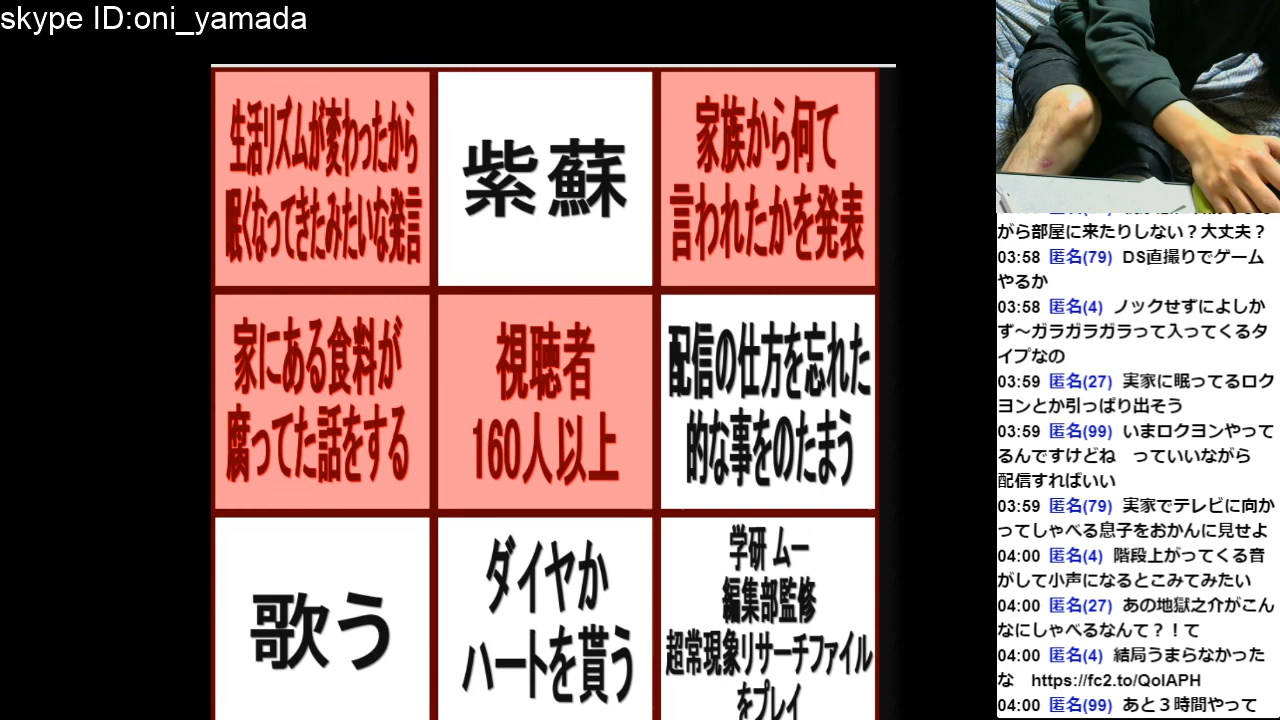 skype ID:oni_yamada
生活リズムが変わったから
眠くなってきたみたいな発言
紫蘇
家族から何て
言われたかを発表
家にある食料が
腐ってた話をする
視聴者
160人以上
配信の仕方を忘れた
的な事をのたまう
歌う
ダイヤか
ハートを貰う
学研 ムー
編集部監修
超常現象リサーチファイル
をプレイ
がら部屋に来たりしない？大丈夫？
03:58 匿名(79) DS直撮りでゲーム
やるか
03:58 匿名(4) ノックせずによしか
ず～ガラガラガラって入ってくるタ
イプなの
03:59 匿名(27) 実家に眠ってるロク
ヨンとか引っぱり出そう
03:59 匿名(99) いまロクヨンやって
るんですけどね　っていいながら
配信すればいい
03:59 匿名(79) 実家でテレビに向か
ってしゃべる息子をおかんに見せよ
04:00 匿名(4) 階段上がってくる音
がして小声になるとこみてみたい
04:00 匿名(27) あの地獄之介がこん
なにしゃべるなんて？！て
04:00 匿名(4) 結局うまらなかった
な　https://fc2.to/QolAPH
04:00 匿名(99) あと３時間やって